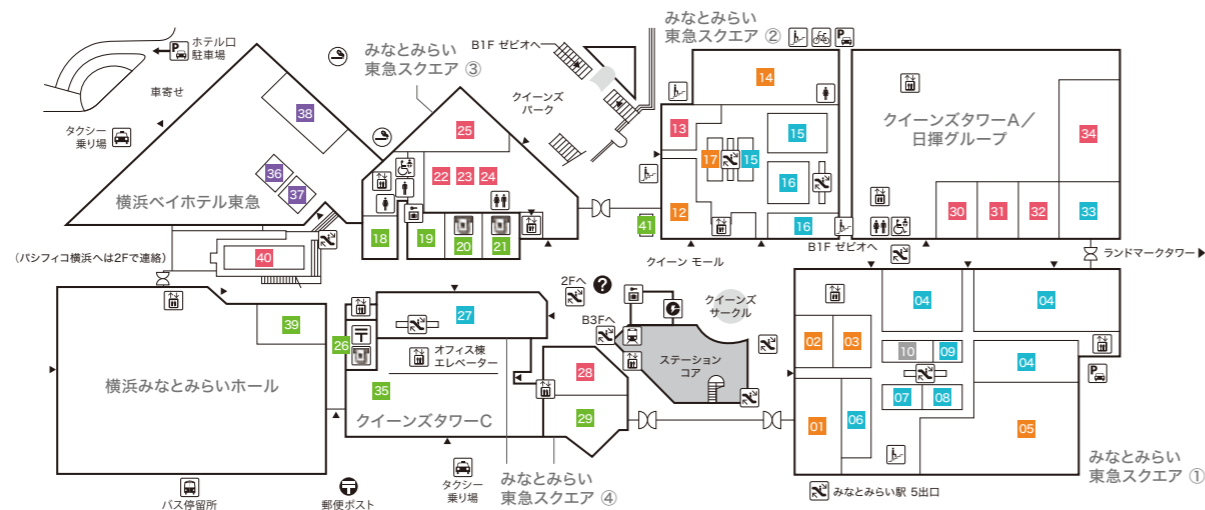 ホテル口
駐車場
P
車寄せ
タクシー
乗り場
38
36
37
横浜ベイホテル東急
40
(パシフィコ横浜へは2Fで連絡)
みなとみらい
東急スクエア ③
25
22 23 24
18 19 20 21
B1F ゼビオへ
クイーンズ
パーク
みなとみらい
東急スクエア ②
P
14
13
15
17 15
16
12
16
41
B1F ゼビオへ
クイーンズタワーA/
日揮グループ
34
30 31 32 33
ランドマークタワー
クイーン モール
39
横浜みなとみらいホール
26
〒
27
オフィス棟
エレベーター
35
クイーンズタワーC
28
29
2Fへ
?
B3Fへ
クイーンズ
サークル
ステーション
コア
04 04
02 03
10 09
04
07 08
01 06
05
P
みなとみらい
東急スクエア ①
みなとみらい駅 5出口
みなとみらい
東急スクエア ④
タクシー
乗り場
バス停留所
〒
郵便ポスト